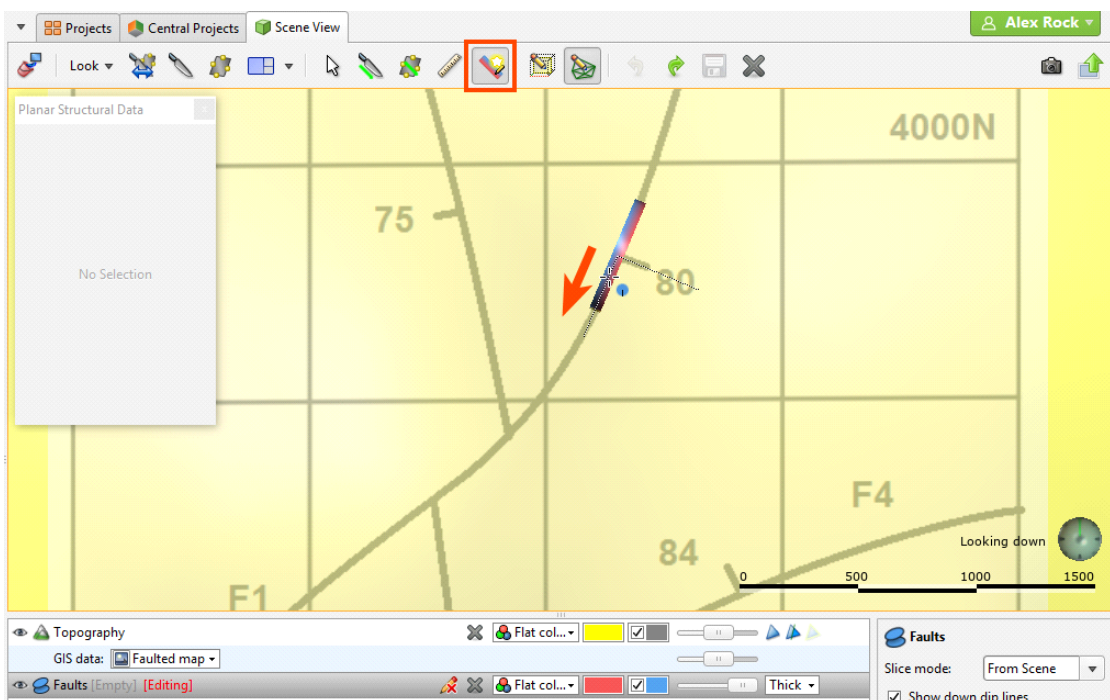 Projects Central Projects Scene View Alex Rock
Look
Planar Structural Data x
No Selection
4000N
75
80
F4
84
F1
Looking down
0 500 1000 1500
Topography Flat col...
GIS data: Faulted map
Faults [Empty] [Editing] Flat col... Thick
Faults
Slice mode: From Scene
Show down dip lines